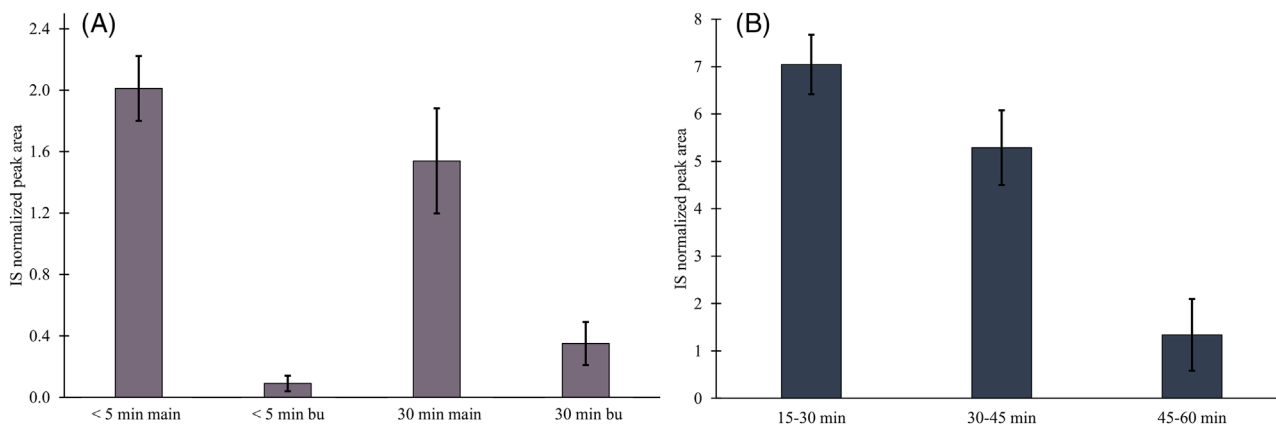 (A)
IS normalized peak area
2.4
2.0
1.6
1.2
0.8
0.4
0.0
< 5 min main
< 5 min bu
30 min main
30 min bu
(B)
IS normalized peak area
8
7
6
5
4
3
2
1
0
15-30 min
30-45 min
45-60 min